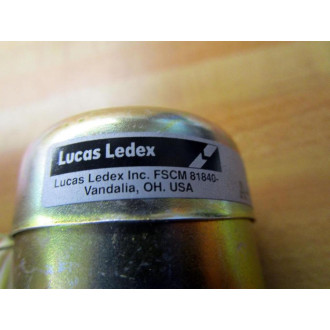 Lucas Ledex
Lucas Ledex Inc. FSCM 81840-
Vandalia, OH. USA